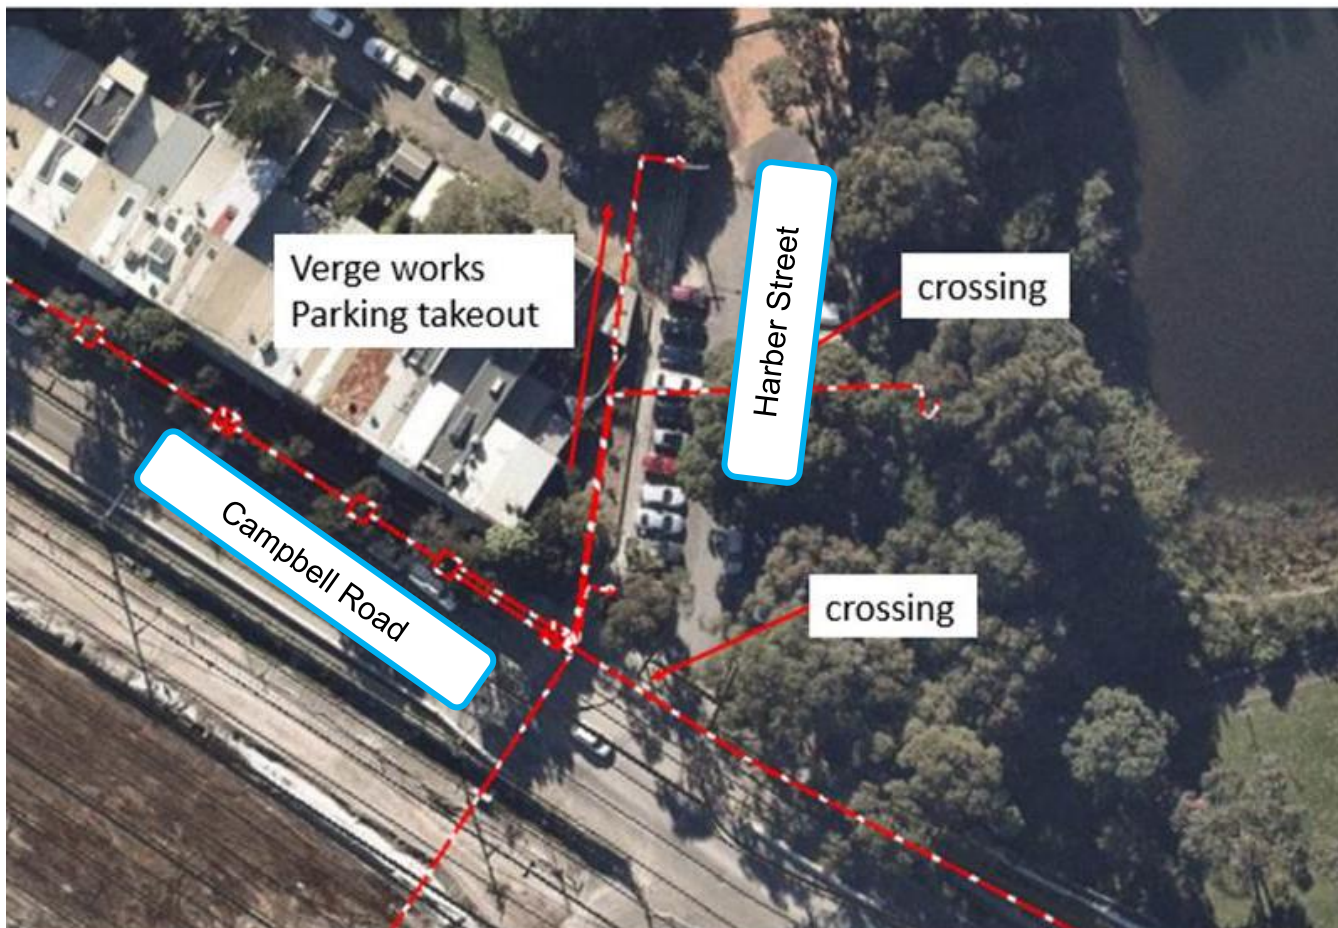 Verge works
Parking takeout
Harber Street
crossing
Campbell Road
crossing